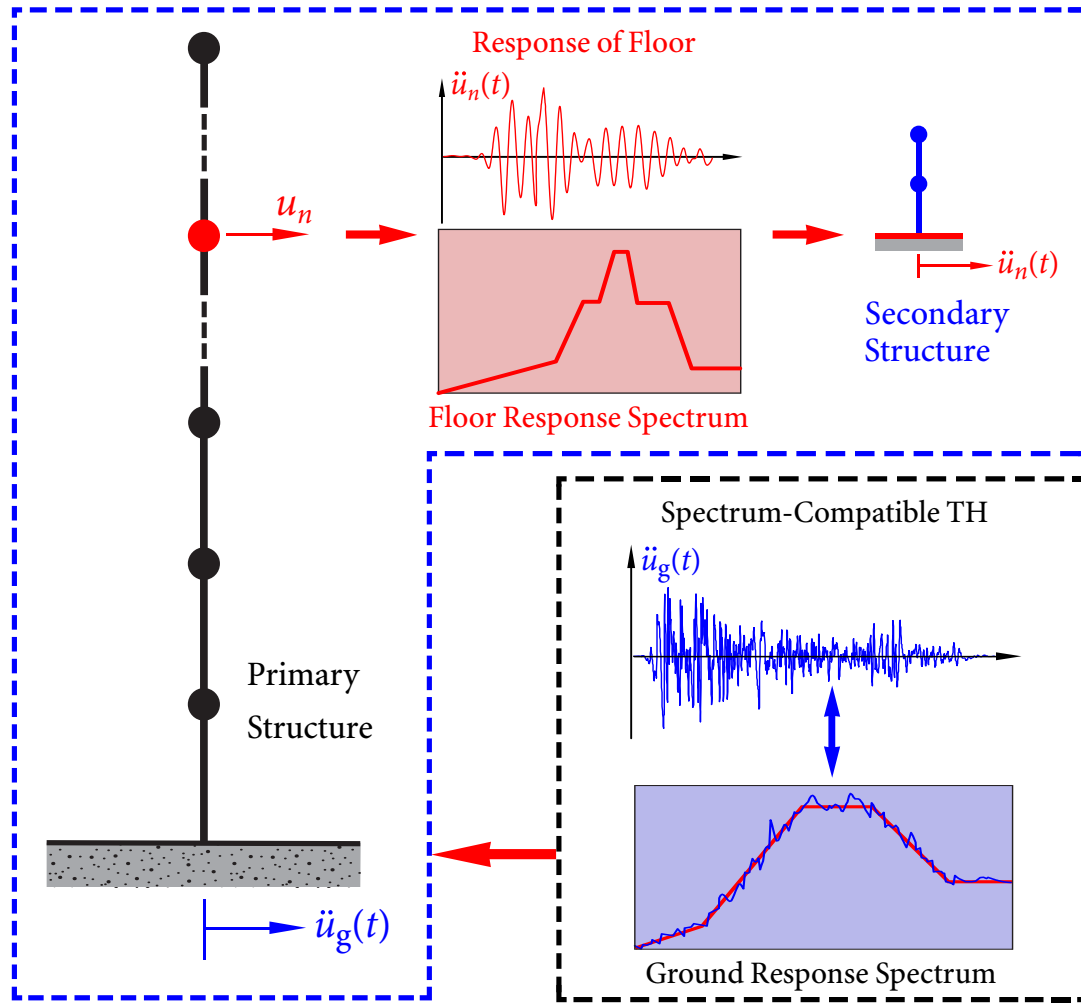 Response of Floor
ü_n(t)
u_n
ü_n(t)
Secondary
Structure
Floor Response Spectrum
Spectrum-Compatible TH
ü_g(t)
Primary
Structure
ü_g(t)
Ground Response Spectrum